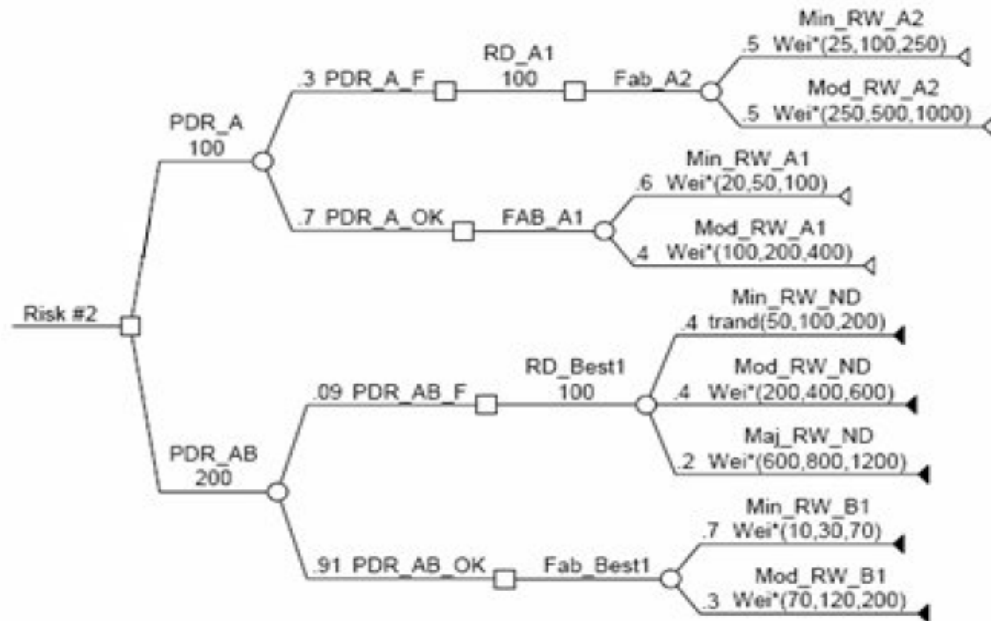 Min_RW_A2
.5 Wei*(25,100,250)
RD_A1
.3 PDR_A_F
100
Fab_A2
Mod_RW_A2
.5 Wei*(250,500,1000)
PDR_A
100
Min_RW_A1
.6 Wei*(20,50,100)
.7 PDR_A_OK
FAB_A1
Mod_RW_A1
.4 Wei*(100,200,400)
Risk #2
Min_RW_ND
.4 trand(50,100,200)
RD_Best1
.09 PDR_AB_F
100
Mod_RW_ND
.4 Wei*(200,400,600)
Maj_RW_ND
.2 Wei*(600,800,1200)
PDR_AB
200
Min_RW_B1
.7 Wei*(10,30,70)
.91 PDR_AB_OK
Fab_Best1
Mod_RW_B1
.3 Wei*(70,120,200)